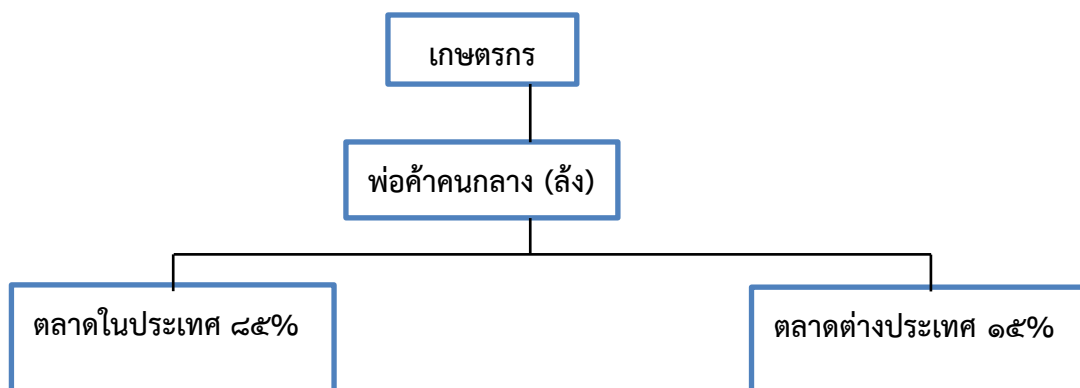 เกษตรกร
พ่อค้าคนกลาง (ล้ง)
ตลาดในประเทศ ๘๕%
ตลาดต่างประเทศ ๑๕%